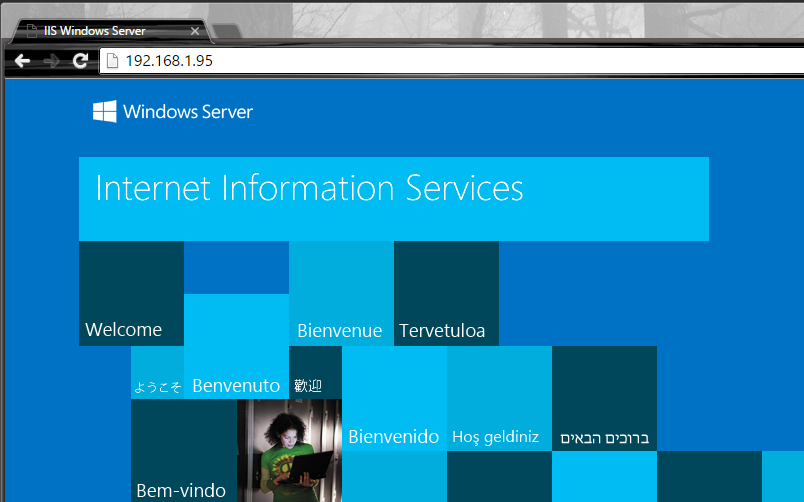 IIS Windows Server
192.168.1.95
Windows Server
Internet Information Services
Welcome
Bienvenue
Tervetuloa
ようこそ
Benvenuto
歡迎
Bienvenido
Hoş geldiniz
ברוכים הבאים
Bem-vindo